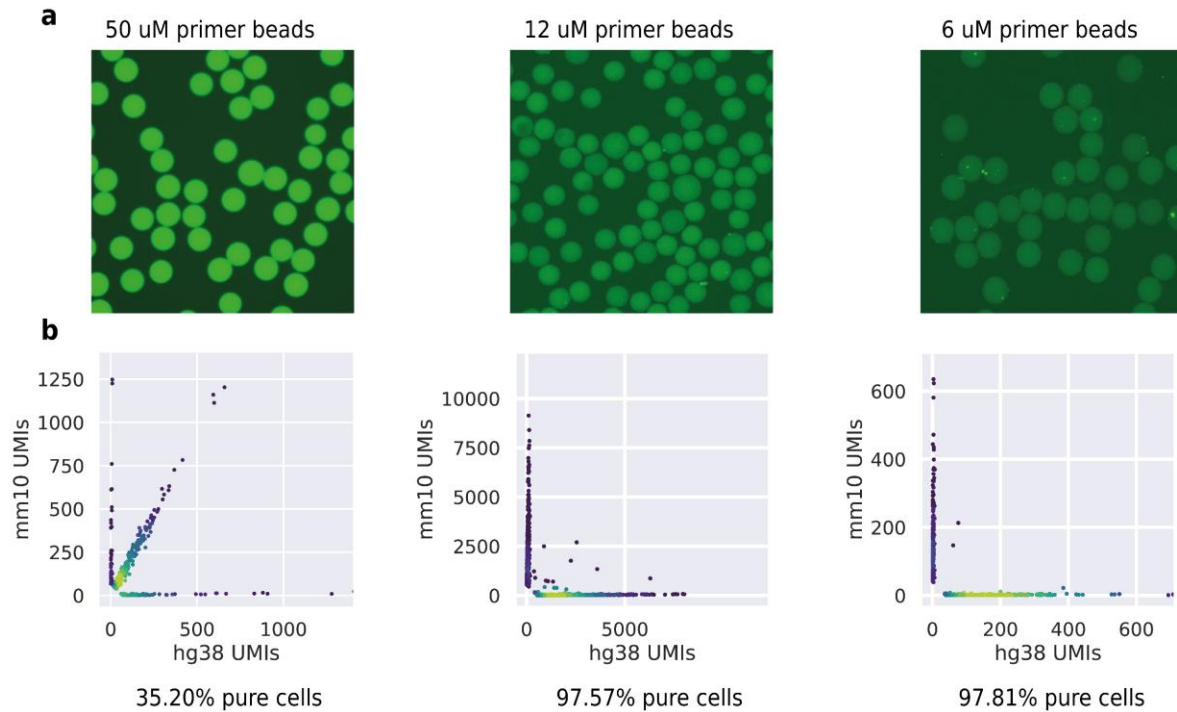 a
50 uM primer beads
12 uM primer beads
6 uM primer beads
b
mm10 UMIs
1250
1000
750
500
250
0
0
500
1000
hg38 UMIs
35.20% pure cells
mm10 UMIs
10000
7500
5000
2500
0
0
5000
hg38 UMIs
97.57% pure cells
mm10 UMIs
600
400
200
0
0
200
400
600
hg38 UMIs
97.81% pure cells